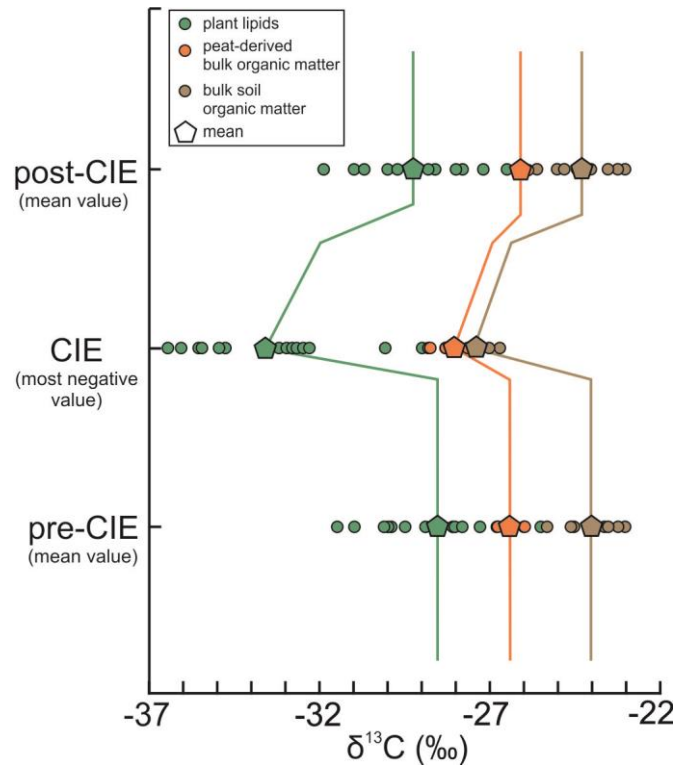 plant lipids
peat-derived
bulk organic matter
bulk soil
organic matter
mean
post-CIE
(mean value)
CIE
(most negative
value)
pre-CIE
(mean value)
-37 -32 -27 -22
δ¹³C (‰)